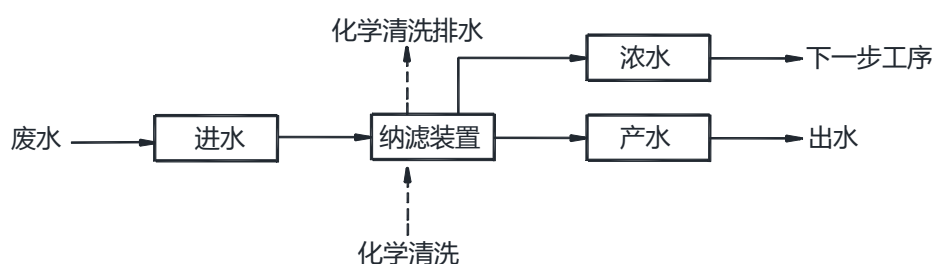 化学清洗排水
浓水
下一步工序
废水
进水
纳滤装置
产水
出水
化学清洗